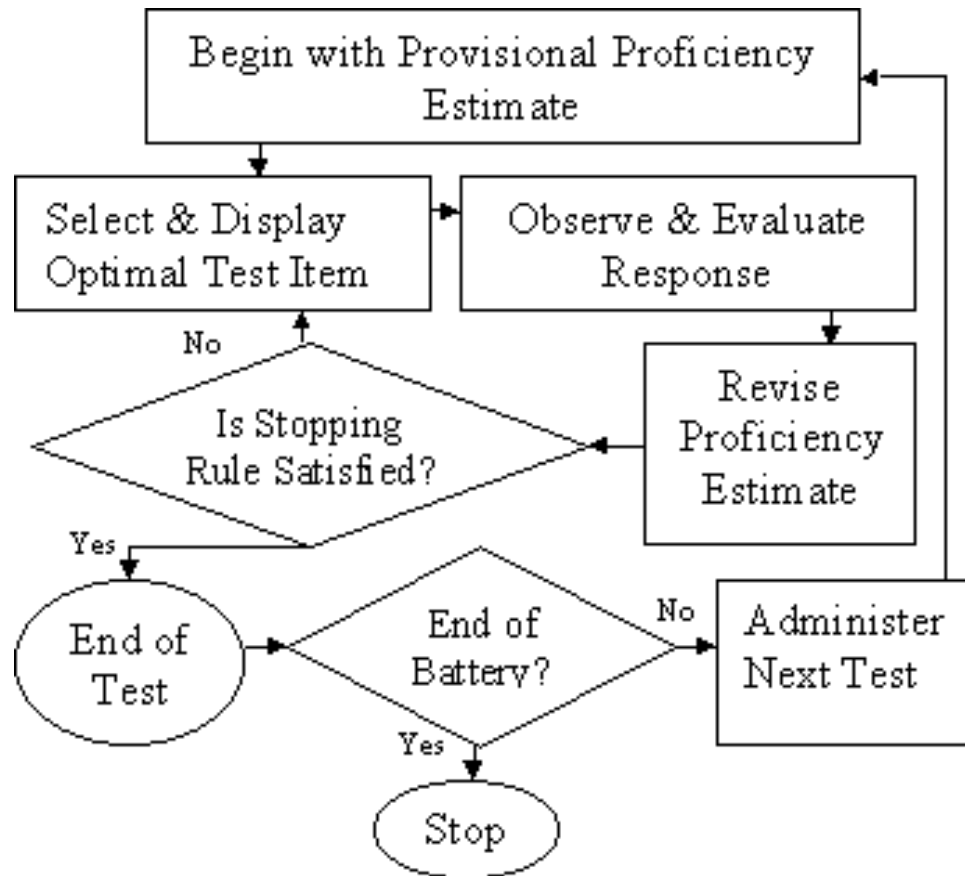 Begin with Provisional Proficiency
Estimate
Select & Display
Optimal Test Item
Observe & Evaluate
Response
No
Revise
Proficiency
Estimate
Is Stopping
Rule Satisfied?
Yes
End of
Test
End of
Battery?
No
Administer
Next Test
Yes
Stop